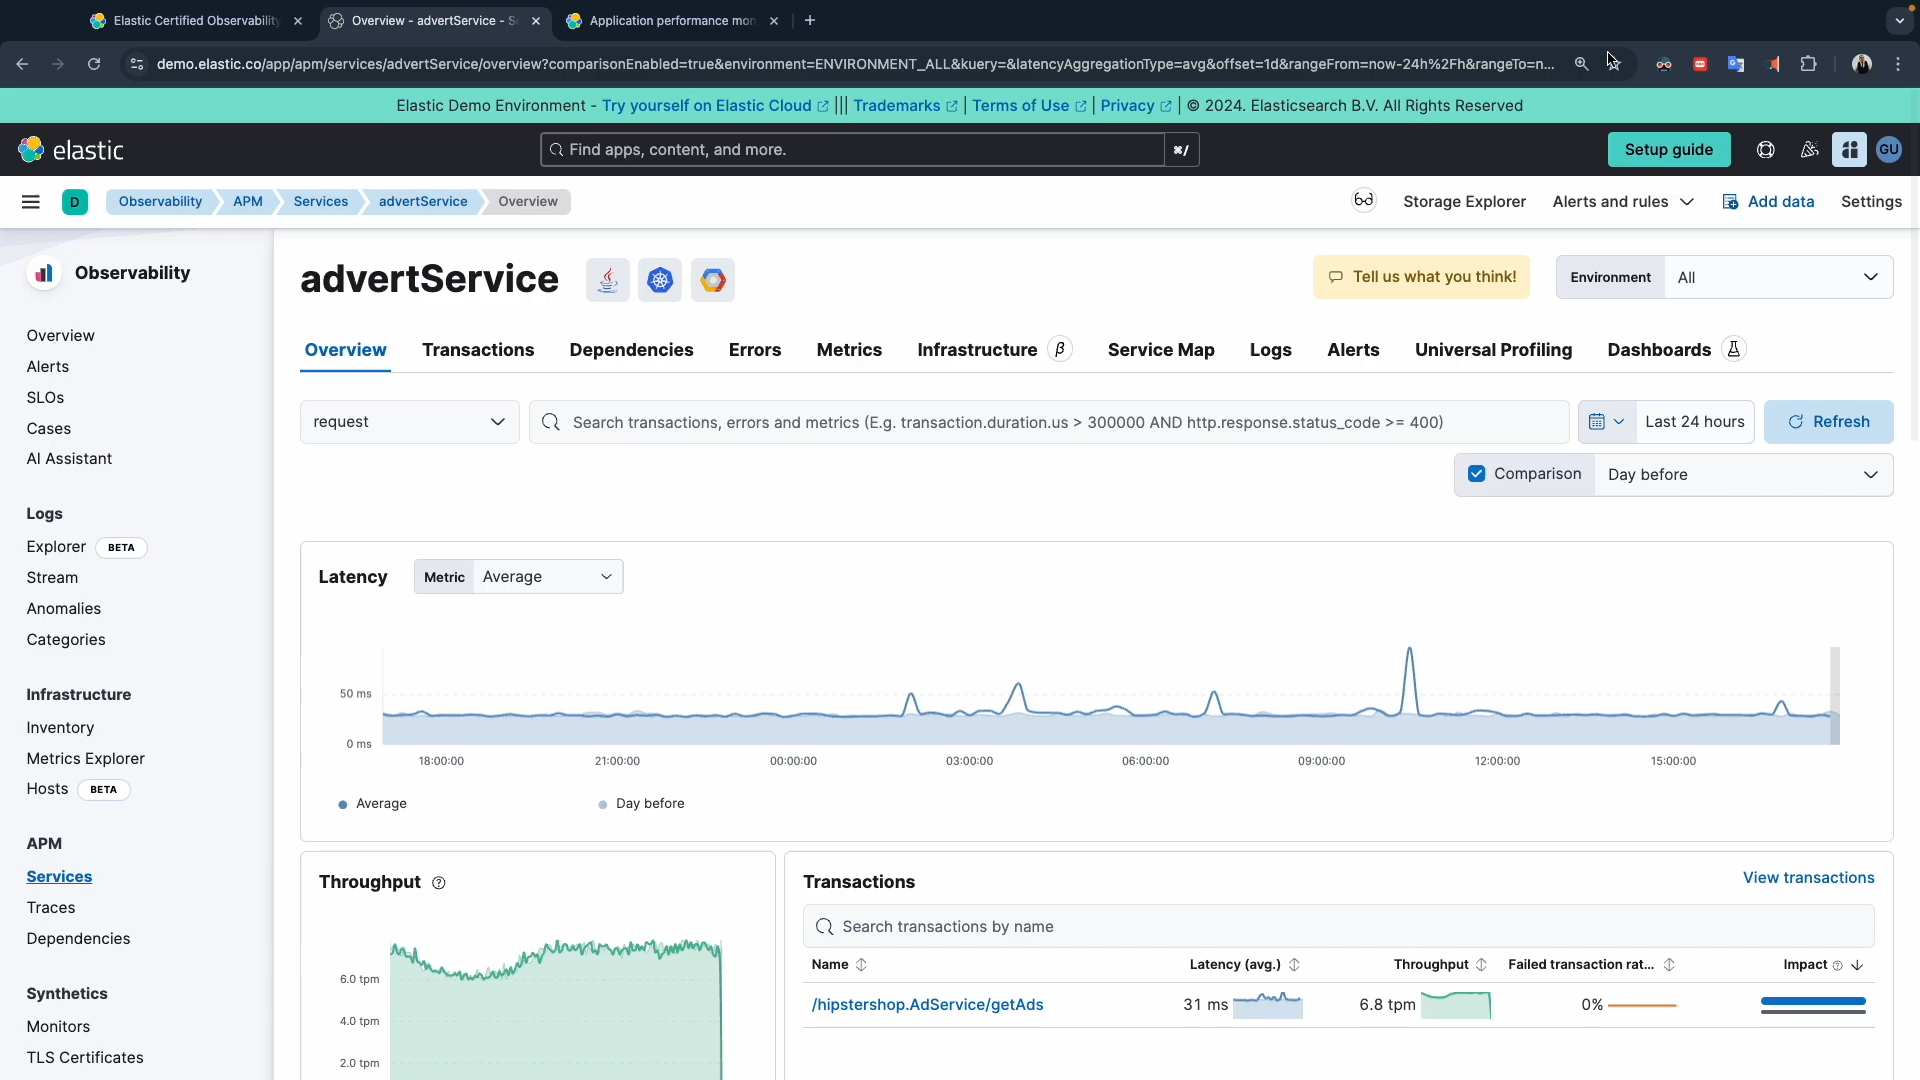 Elastic Certified Observability
Overview - advertService - S
Application performance mon
demo.elastic.co/app/apm/services/advertService/overview?comparisonEnabled=true&environment=ENVIRONMENT_ALL&kuery=&latencyAggregationType=avg&offset=1d&rangeFrom=now-24h%2Fh&rangeTo=n...
Elastic Demo Environment - Try yourself on Elastic Cloud ||| Trademarks | Terms of Use | Privacy | © 2024. Elasticsearch B.V. All Rights Reserved
elastic
Find apps, content, and more.
⌘/
Setup guide
GU
D
Observability
APM
Services
advertService
Overview
Storage Explorer
Alerts and rules
Add data
Settings
Observability
Overview
Alerts
SLOs
Cases
AI Assistant
Logs
Explorer BETA
Stream
Anomalies
Categories
Infrastructure
Inventory
Metrics Explorer
Hosts BETA
APM
Services
Traces
Dependencies
Synthetics
Monitors
TLS Certificates
advertService
Tell us what you think!
Environment All
Overview
Transactions
Dependencies
Errors
Metrics
Infrastructure β
Service Map
Logs
Alerts
Universal Profiling
Dashboards
request
Search transactions, errors and metrics (E.g. transaction.duration.us > 300000 AND http.response.status_code >= 400)
Last 24 hours
Refresh
Comparison Day before
Latency
Metric Average
50 ms
0 ms
18:00:00 21:00:00 00:00:00 03:00:00 06:00:00 09:00:00 12:00:00 15:00:00
Average Day before
Throughput
6.0 tpm
4.0 tpm
2.0 tpm
Transactions
View transactions
Search transactions by name
Name Latency (avg.) Throughput Failed transaction rat... Impact
/hipstershop.AdService/getAds 31 ms 6.8 tpm 0%